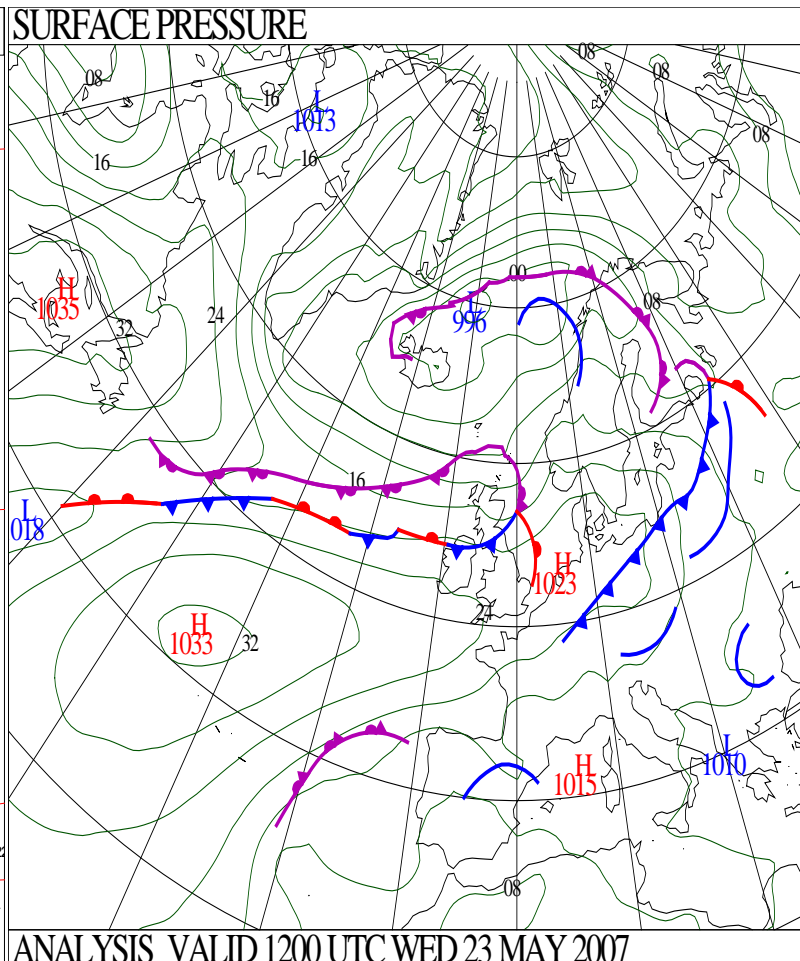 SURFACE PRESSURE
08
08
08
16
L
1013
08
16
16
H
1035
00
24
32
L
996
08
16
L
018
H
1023
24
H
1033
32
L
1010
H
1015
08
ANALYSIS VALID 1200 UTC WED 23 MAY 2007